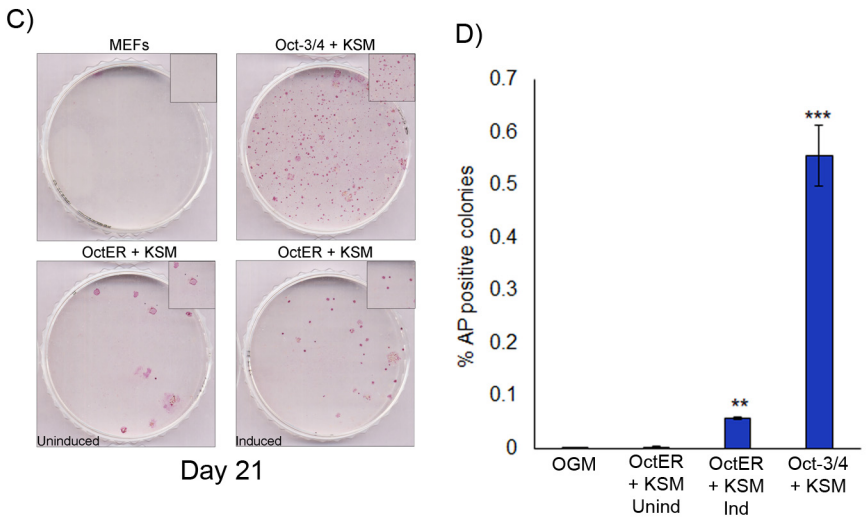 C)
MEFs
Oct-3/4 + KSM
OctER + KSM
OctER + KSM
Uninduced
Induced
Day 21
D)
% AP positive colonies
0.7
0.6
0.5
0.4
0.3
0.2
0.1
0
***
**
OGM
OctER
+ KSM
Unind
OctER
+ KSM
Ind
Oct-3/4
+ KSM